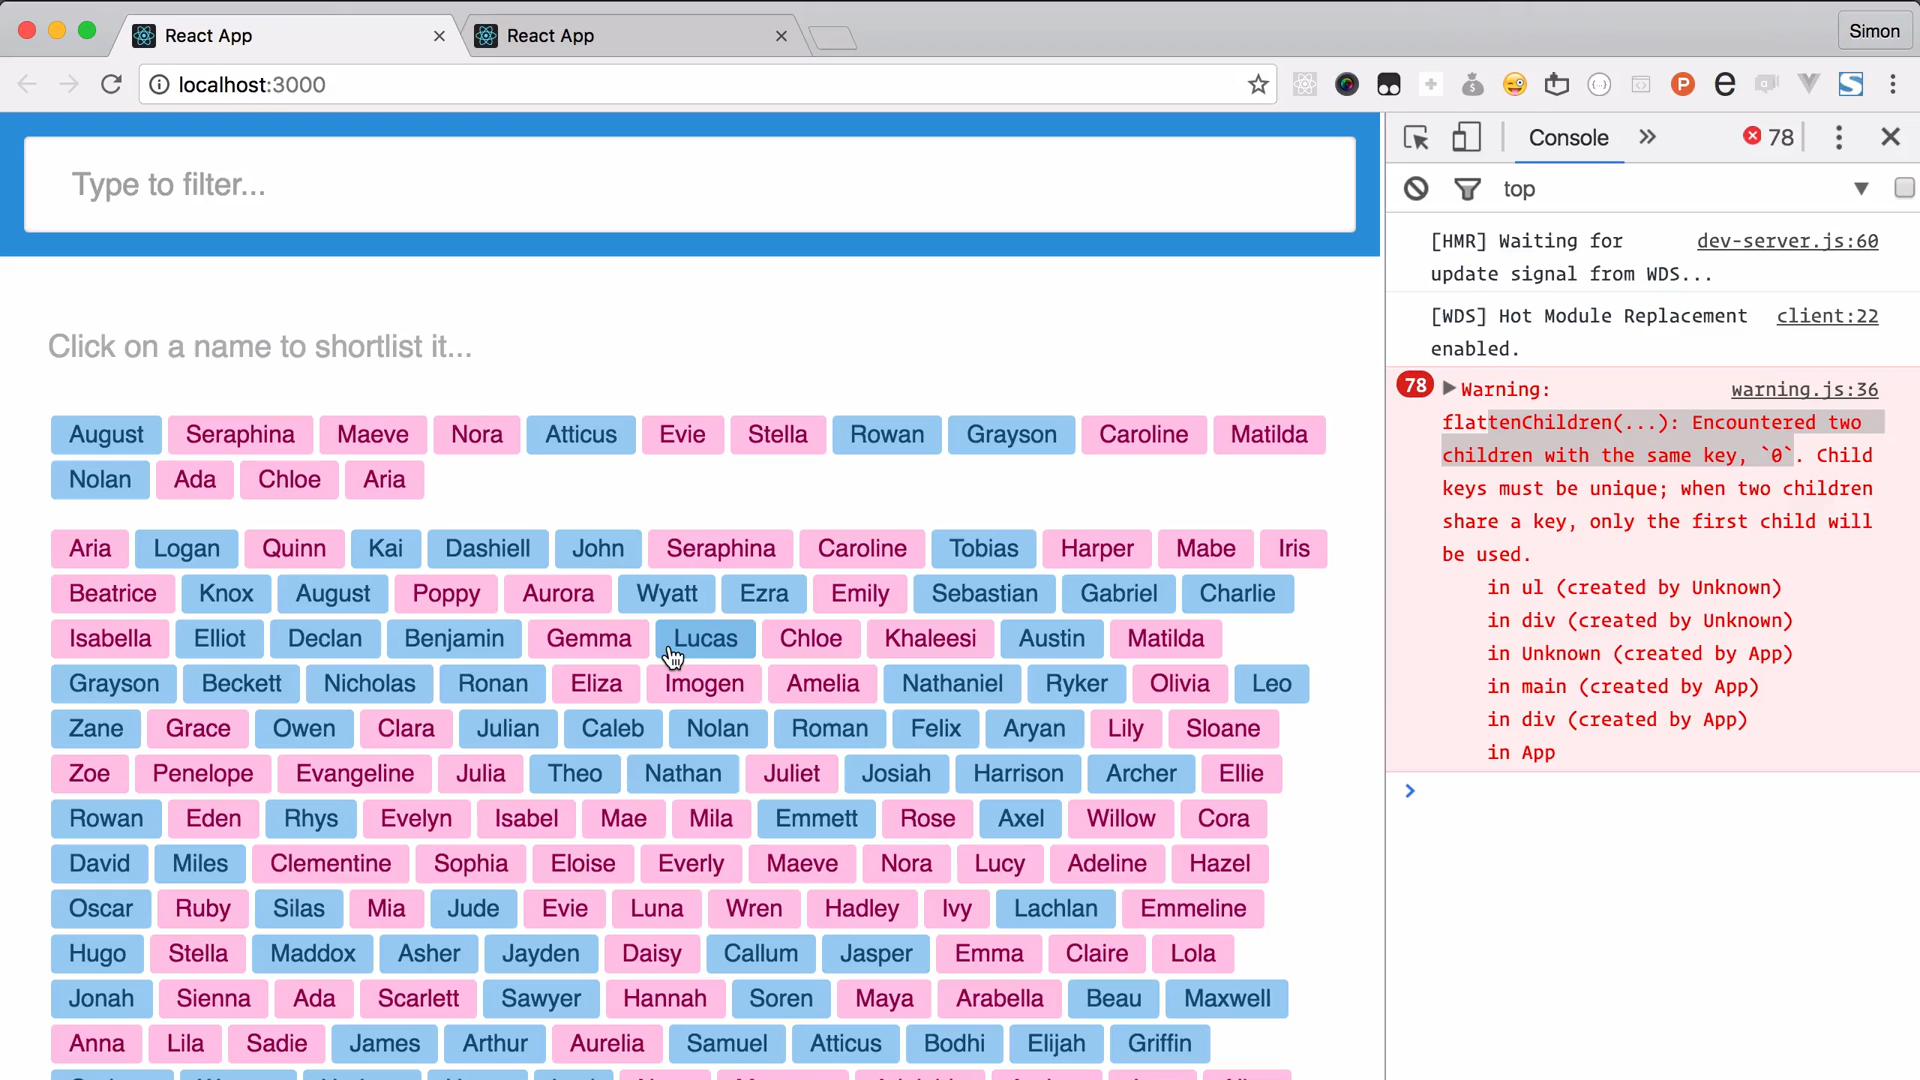 React App
React App
Simon
localhost:3000
Type to filter...
Click on a name to shortlist it...
August Seraphina Maeve Nora Atticus Evie Stella Rowan Grayson Caroline Matilda
Nolan Ada Chloe Aria
Aria Logan Quinn Kai Dashiell John Seraphina Caroline Tobias Harper Mabe Iris
Beatrice Knox August Poppy Aurora Wyatt Ezra Emily Sebastian Gabriel Charlie
Isabella Elliot Declan Benjamin Gemma Lucas Chloe Khaleesi Austin Matilda
Grayson Beckett Nicholas Ronan Eliza Imogen Amelia Nathaniel Ryker Olivia Leo
Zane Grace Owen Clara Julian Caleb Nolan Roman Felix Aryan Lily Sloane
Zoe Penelope Evangeline Julia Theo Nathan Juliet Josiah Harrison Archer Ellie
Rowan Eden Rhys Evelyn Isabel Mae Mila Emmett Rose Axel Willow Cora
David Miles Clementine Sophia Eloise Everly Maeve Nora Lucy Adeline Hazel
Oscar Ruby Silas Mia Jude Evie Luna Wren Hadley Ivy Lachlan Emmeline
Hugo Stella Maddox Asher Jayden Daisy Callum Jasper Emma Claire Lola
Jonah Sienna Ada Scarlett Sawyer Hannah Soren Maya Arabella Beau Maxwell
Anna Lila Sadie James Arthur Aurelia Samuel Atticus Bodhi Elijah Griffin
Console 78
top
[HMR] Waiting for dev-server.js:60
update signal from WDS...
[WDS] Hot Module Replacement client:22
enabled.
78 Warning: warning.js:36
flattenChildren(...): Encountered two
children with the same key, `0`. Child
keys must be unique; when two children
share a key, only the first child will
be used.
in ul (created by Unknown)
in div (created by Unknown)
in Unknown (created by App)
in main (created by App)
in div (created by App)
in App